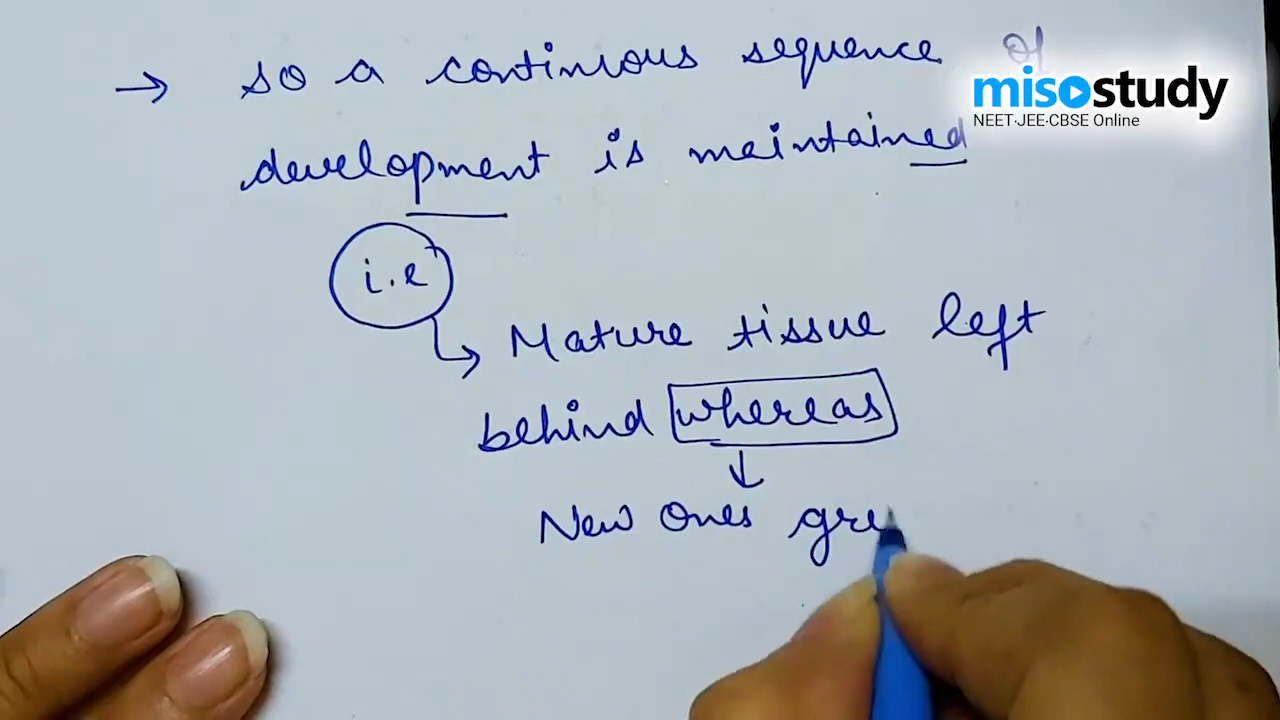 → so a continuous sequence of
development is maintained
i.e
Mature tissue left
behind whereas
New Ones gre
misostudy
NEET·JEE·CBSE Online